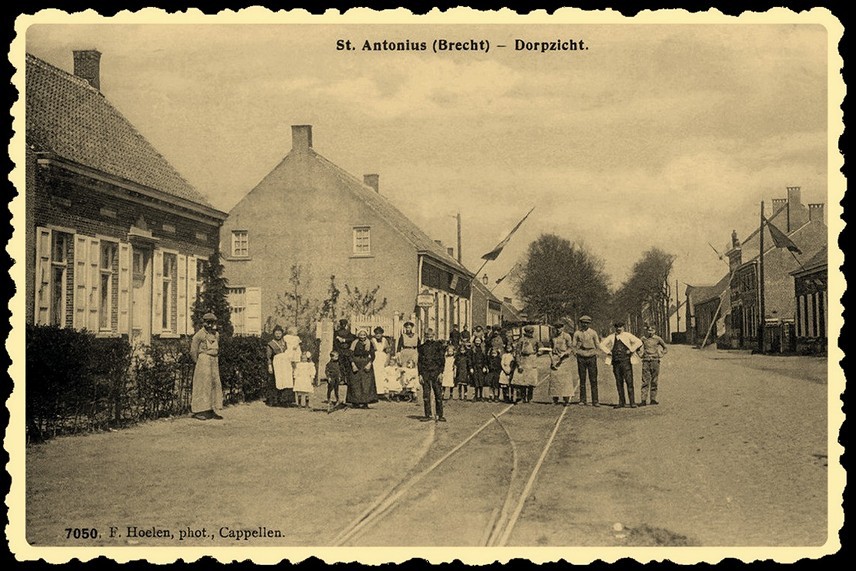 St. Antonius (Brecht) – Dorpzicht.
7050. F. Hoelen, phot., Cappellen.